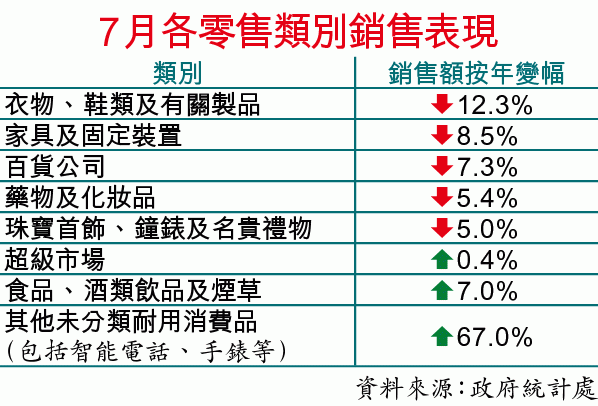 7月各零售類別銷售表現
類別 銷售額按年變幅
衣物、鞋類及有關製品 12.3%
家具及固定裝置 8.5%
百貨公司 7.3%
藥物及化妝品 5.4%
珠寶首飾、鐘錶及名貴禮物 5.0%
超級市場 0.4%
食品、酒類飲品及煙草 7.0%
其他未分類耐用消費品
(包括智能電話、手錶等) 67.0%
資料來源:政府統計處